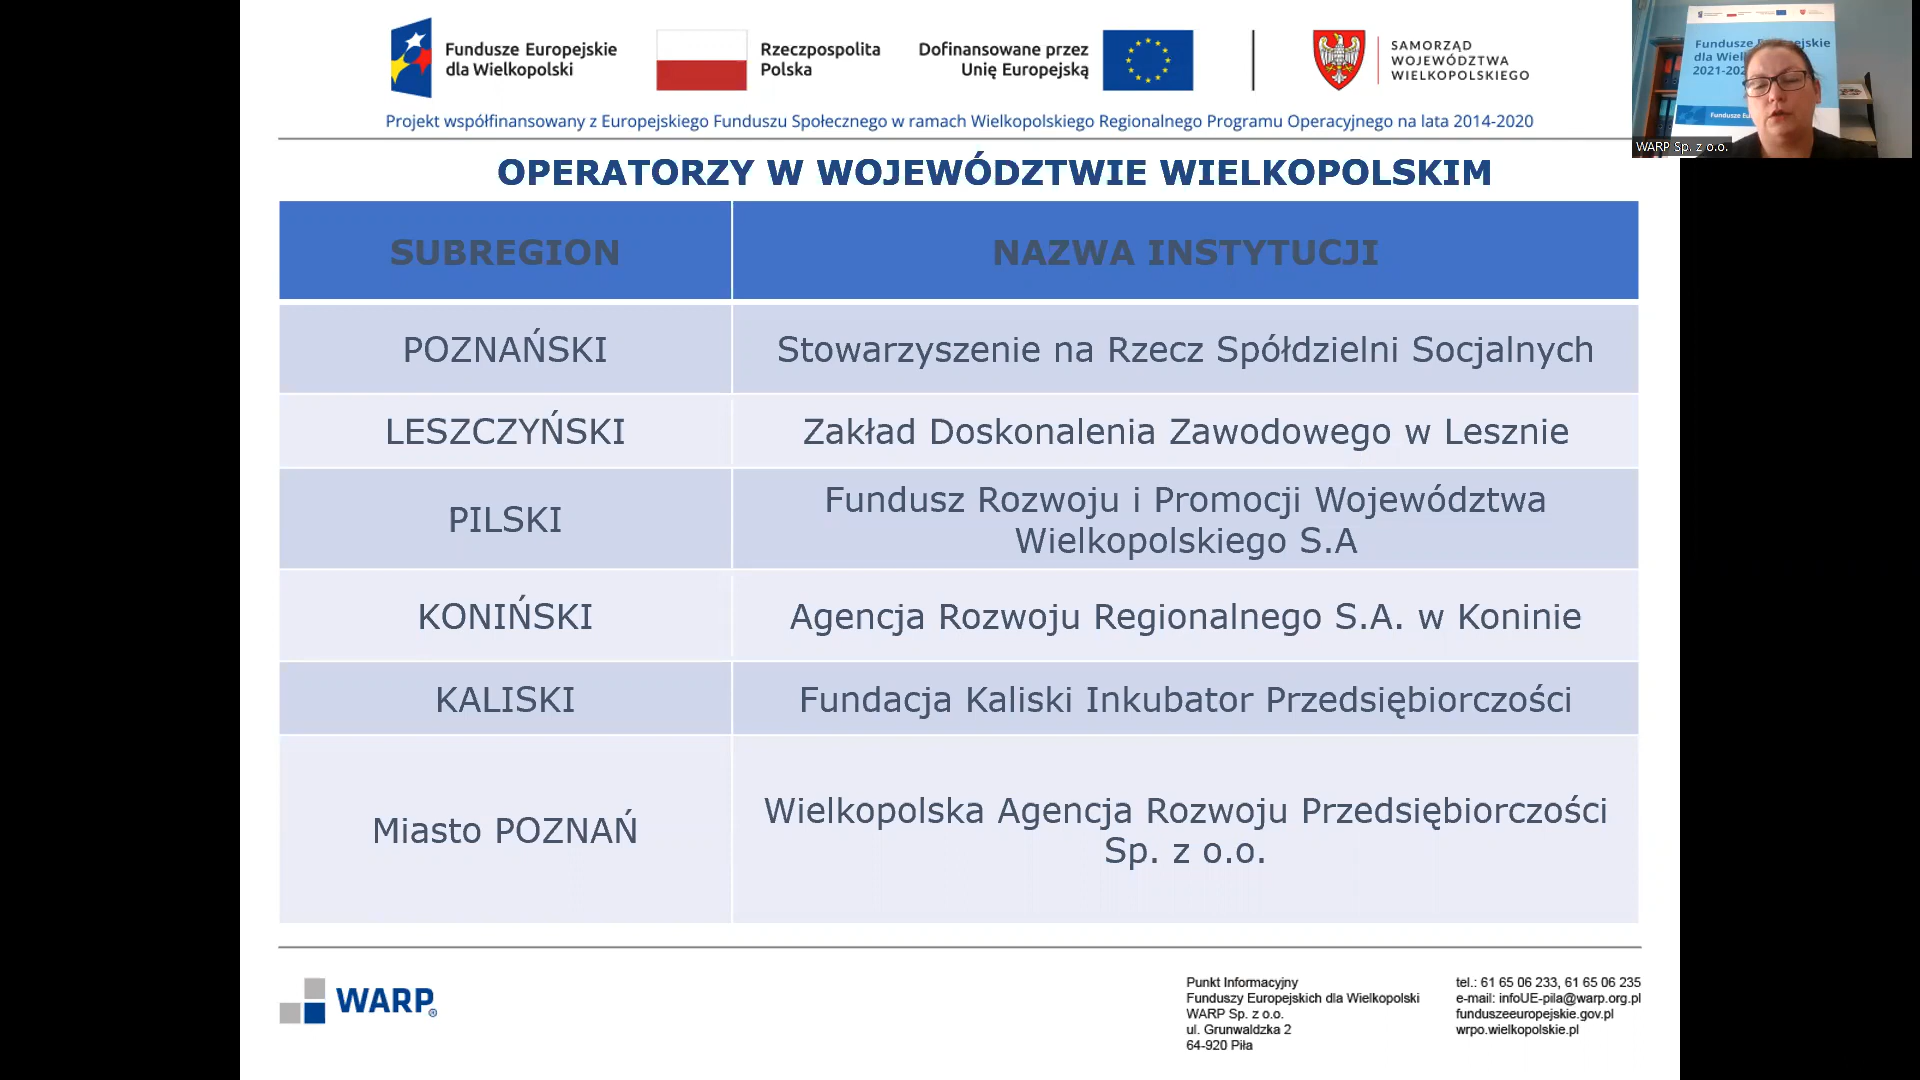 Fundusze Europejskie
dla Wielkopolski
Rzeczpospolita
Polska
Dofinansowane przez
Unię Europejską
SAMORZĄD
WOJEWÓDZTWA
WIELKOPOLSKIEGO
Projekt współfinansowany z Europejskiego Funduszu Społecznego w ramach Wielkopolskiego Regionalnego Programu Operacyjnego na lata 2014-2020
WARP Sp. z o.o.
OPERATORZY W WOJEWÓDZTWIE WIELKOPOLSKIM
SUBREGION
NAZWA INSTYTUCJI
POZNAŃSKI
Stowarzyszenie na Rzecz Spółdzielni Socjalnych
LESZCZYŃSKI
Zakład Doskonalenia Zawodowego w Lesznie
PILSKI
Fundusz Rozwoju i Promocji Województwa
Wielkopolskiego S.A
KONIŃSKI
Agencja Rozwoju Regionalnego S.A. w Koninie
KALISKI
Fundacja Kaliski Inkubator Przedsiębiorczości
Miasto POZNAŃ
Wielkopolska Agencja Rozwoju Przedsiębiorczości
Sp. z o.o.
WARP®
Punkt Informacyjny
Funduszy Europejskich dla Wielkopolski
WARP Sp. z o.o.
ul. Grunwaldzka 2
64-920 Piła
tel.: 61 65 06 233, 61 65 06 235
e-mail: infoUE-pila@warp.org.pl
funduszeeuropejskie.gov.pl
wrpo.wielkopolskie.pl